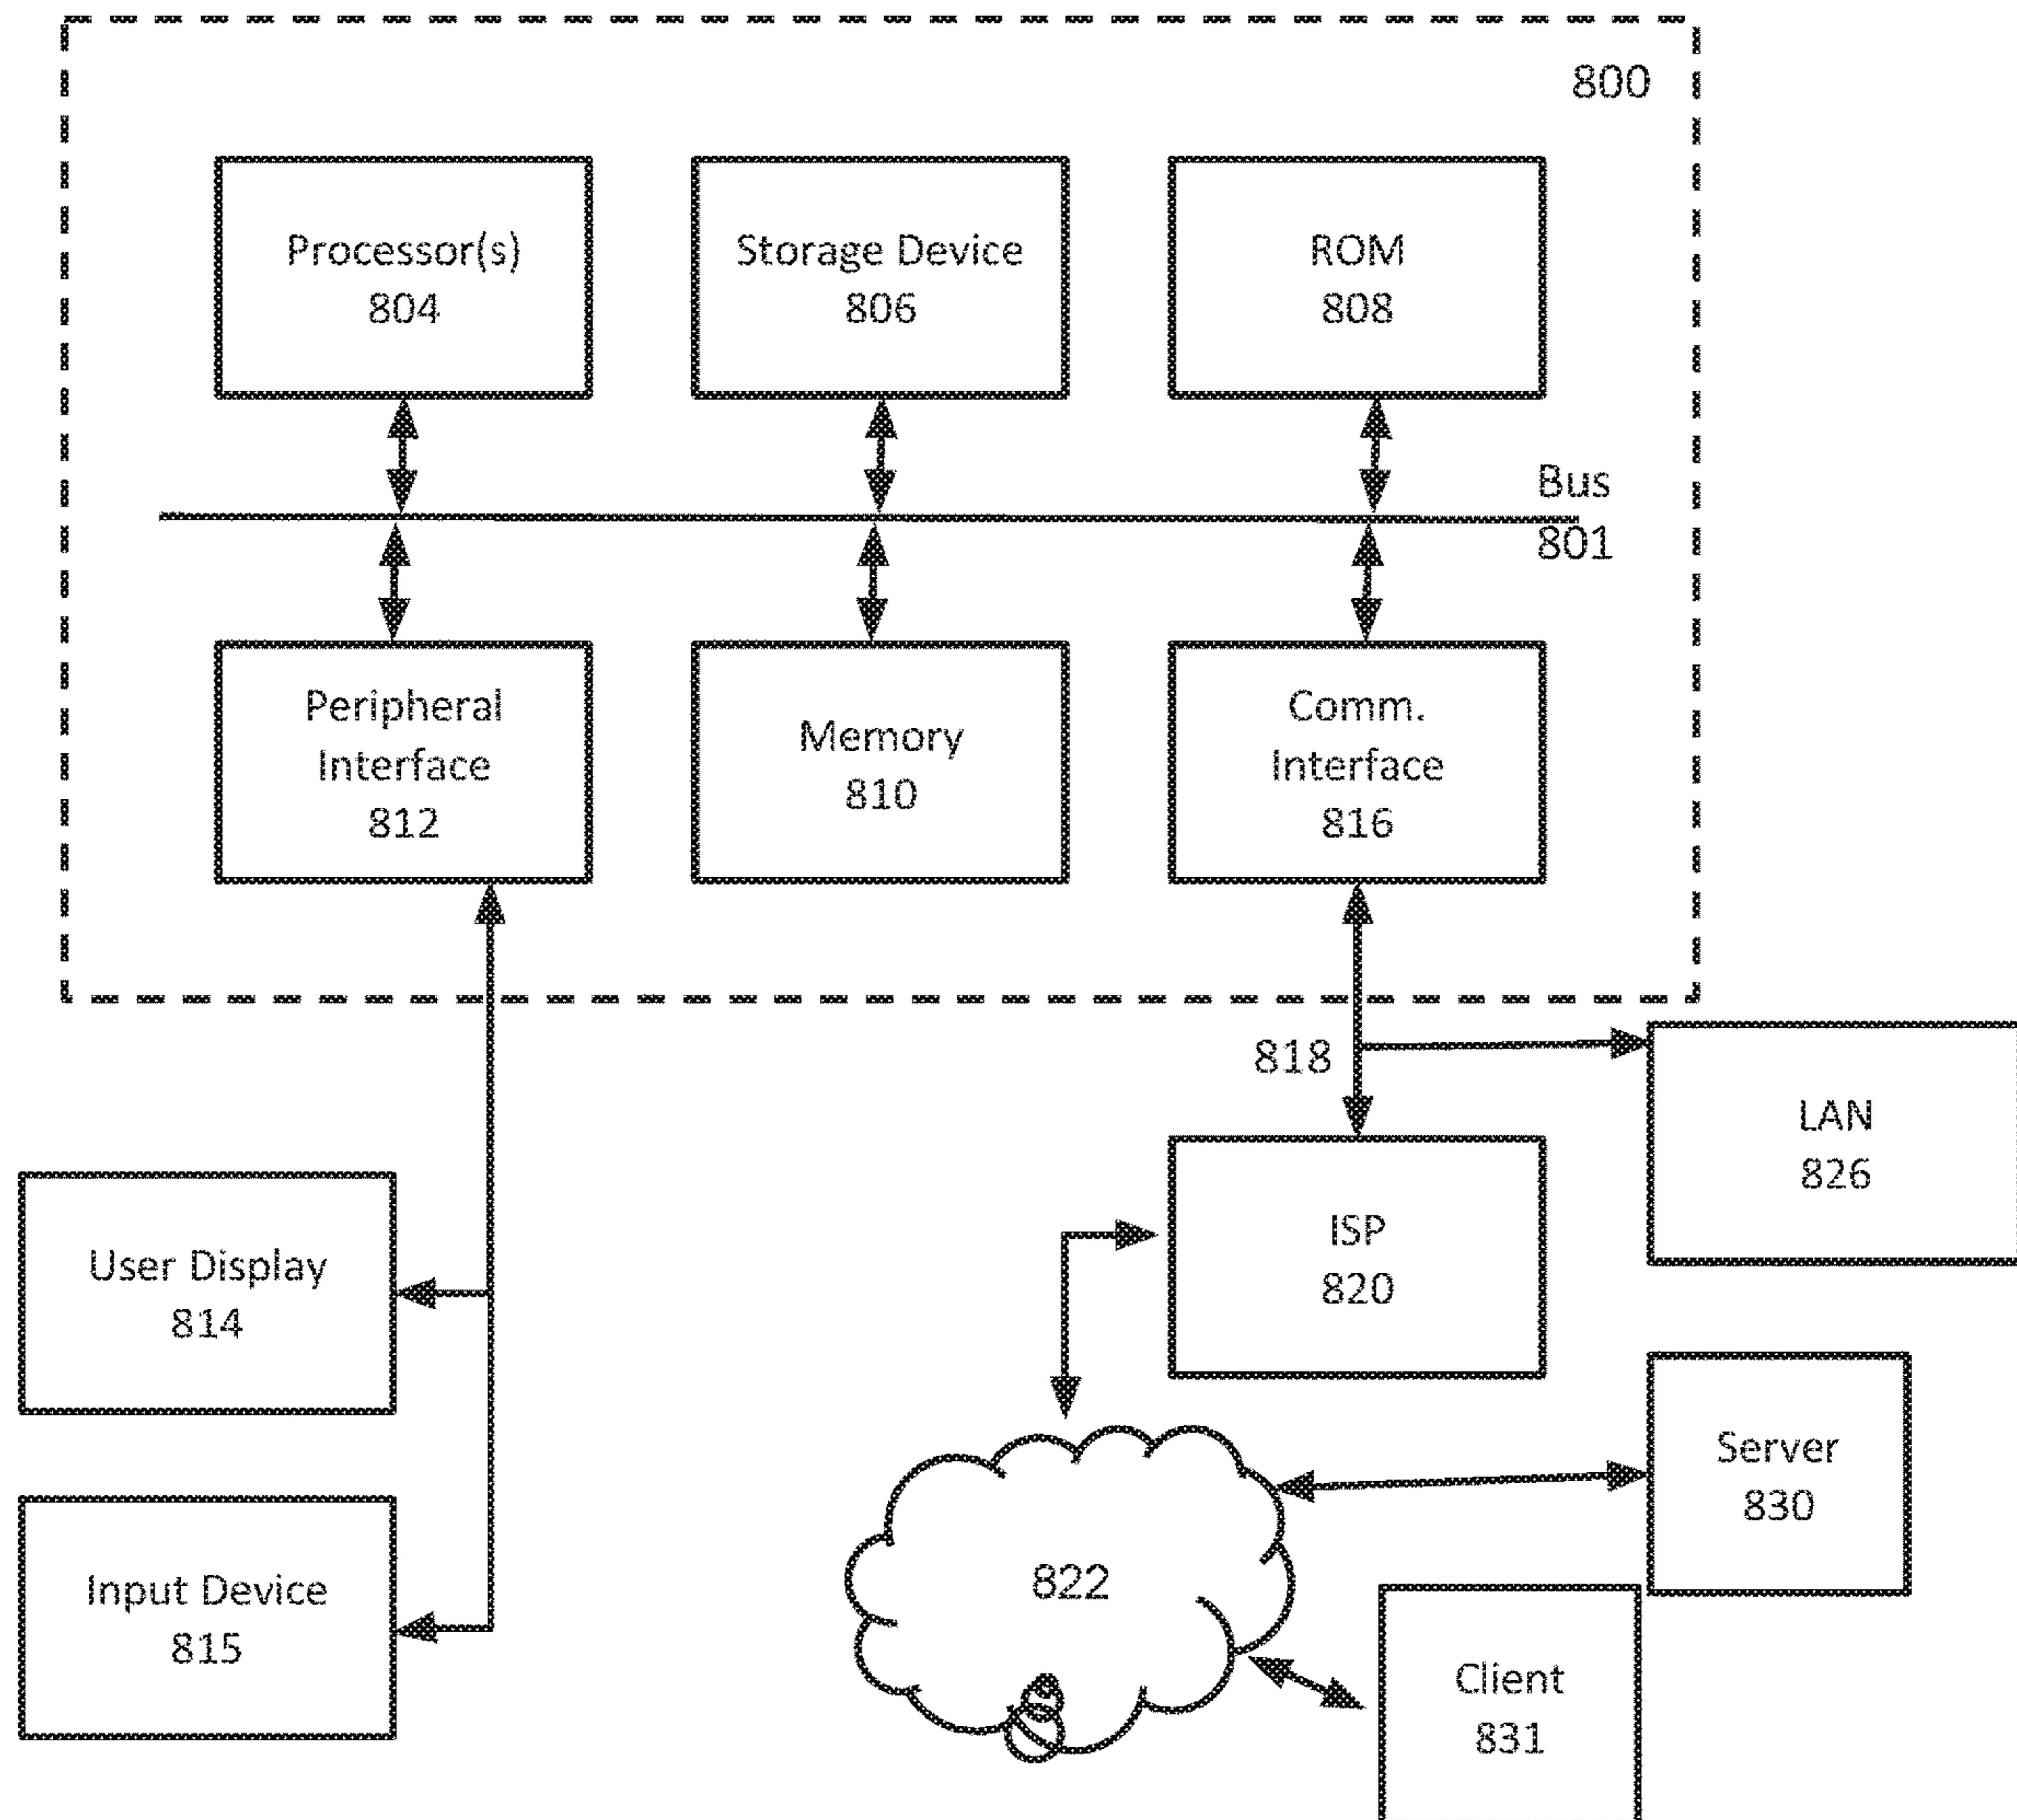 800
Processor(s)
804
Storage Device
806
ROM
808
Bus
801
Peripheral
Interface
812
Memory
810
Comm.
Interface
816
818
LAN
826
User Display
814
ISP
820
Server
830
Input Device
815
822
Client
831